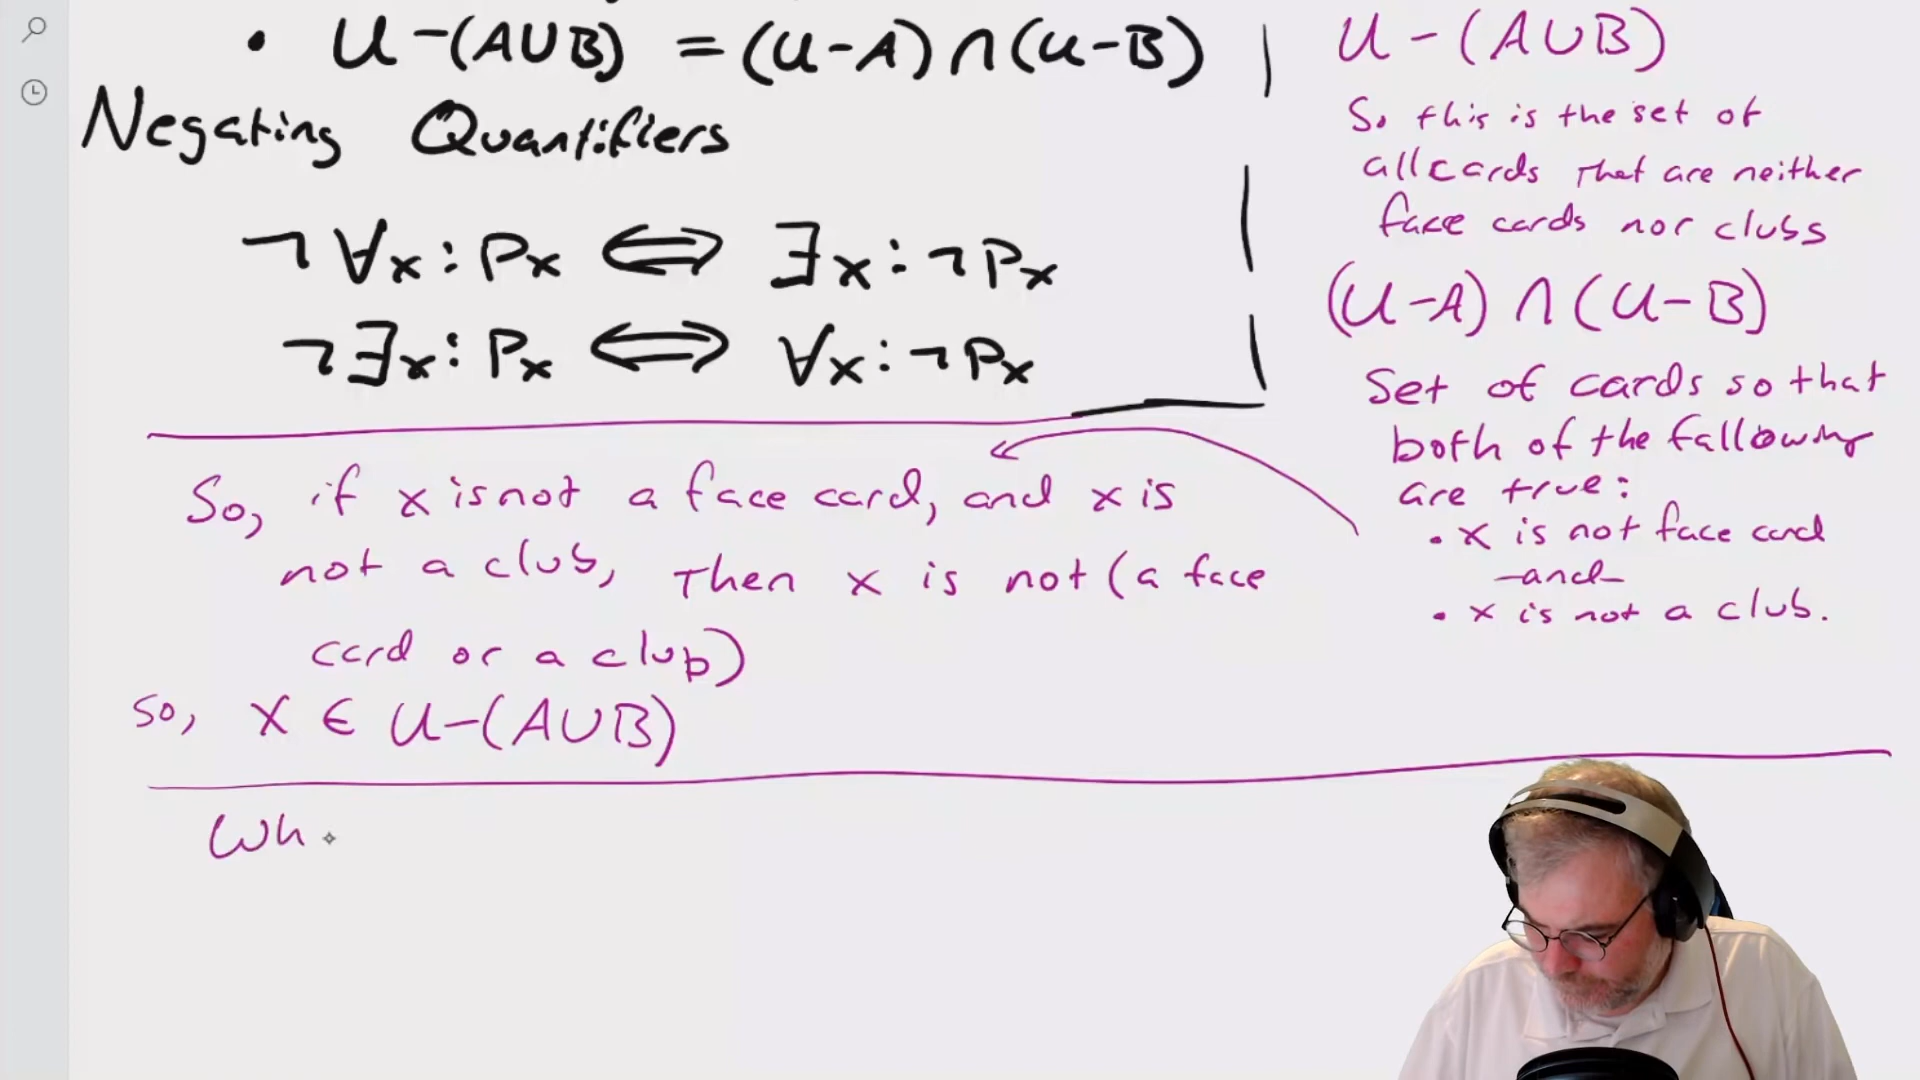 • U-(A∪B) = (U-A)∩(U-B)
Negating Quantifiers
¬∀x:Px ⟺ ∃x:¬Px
¬∃x:Px ⟺ ∀x:¬Px
So, if x is not a face card, and x is
not a club, Then x is not (a face
card or a club)
So, x ∈ U-(A∪B)
Wh
U-(A∪B)
So this is the set of
all cards That are neither
face cards nor clubs
(U-A)∩(U-B)
Set of cards so that
both of the following
are true:
• x is not face card
-and-
• x is not a club.